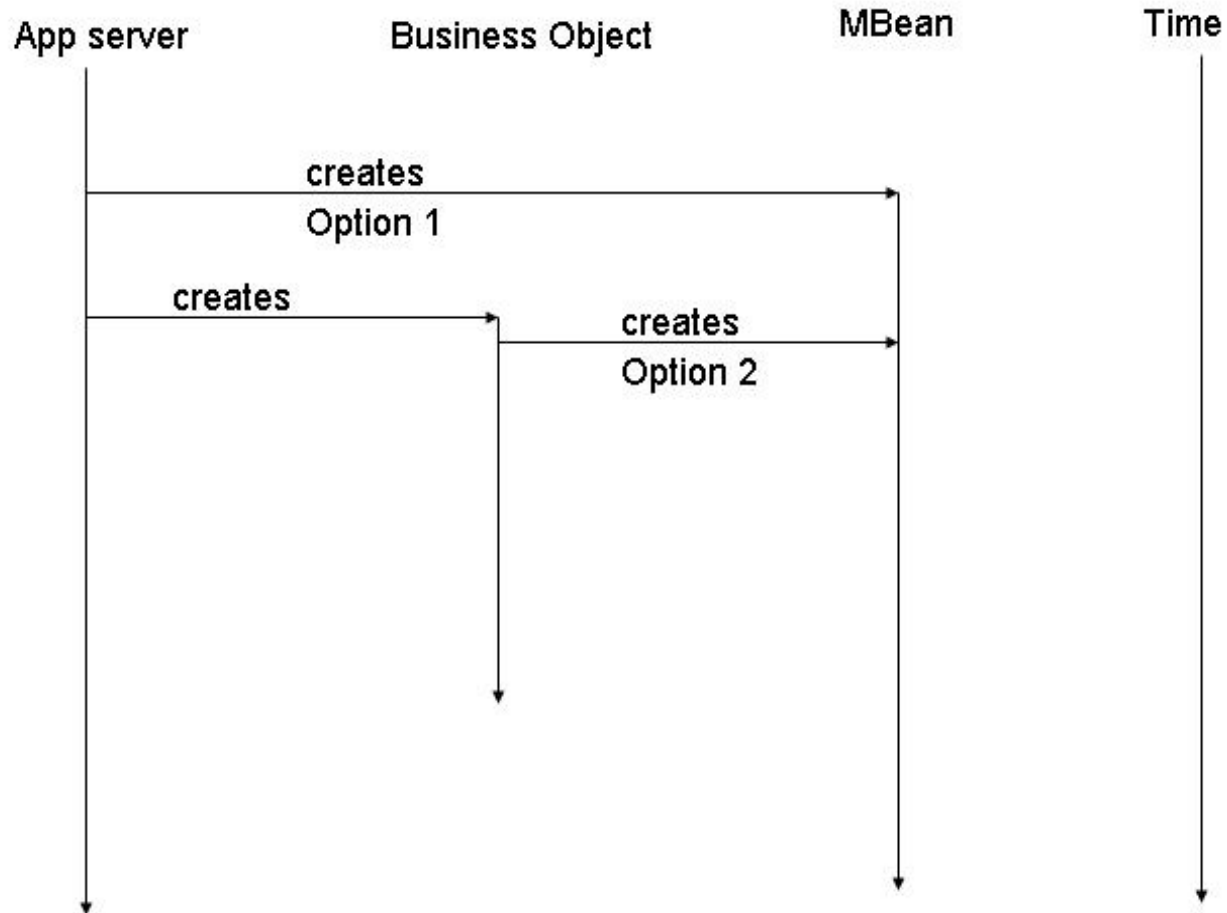 App server
Business Object
MBean
Time
creates
Option 1
creates
creates
Option 2